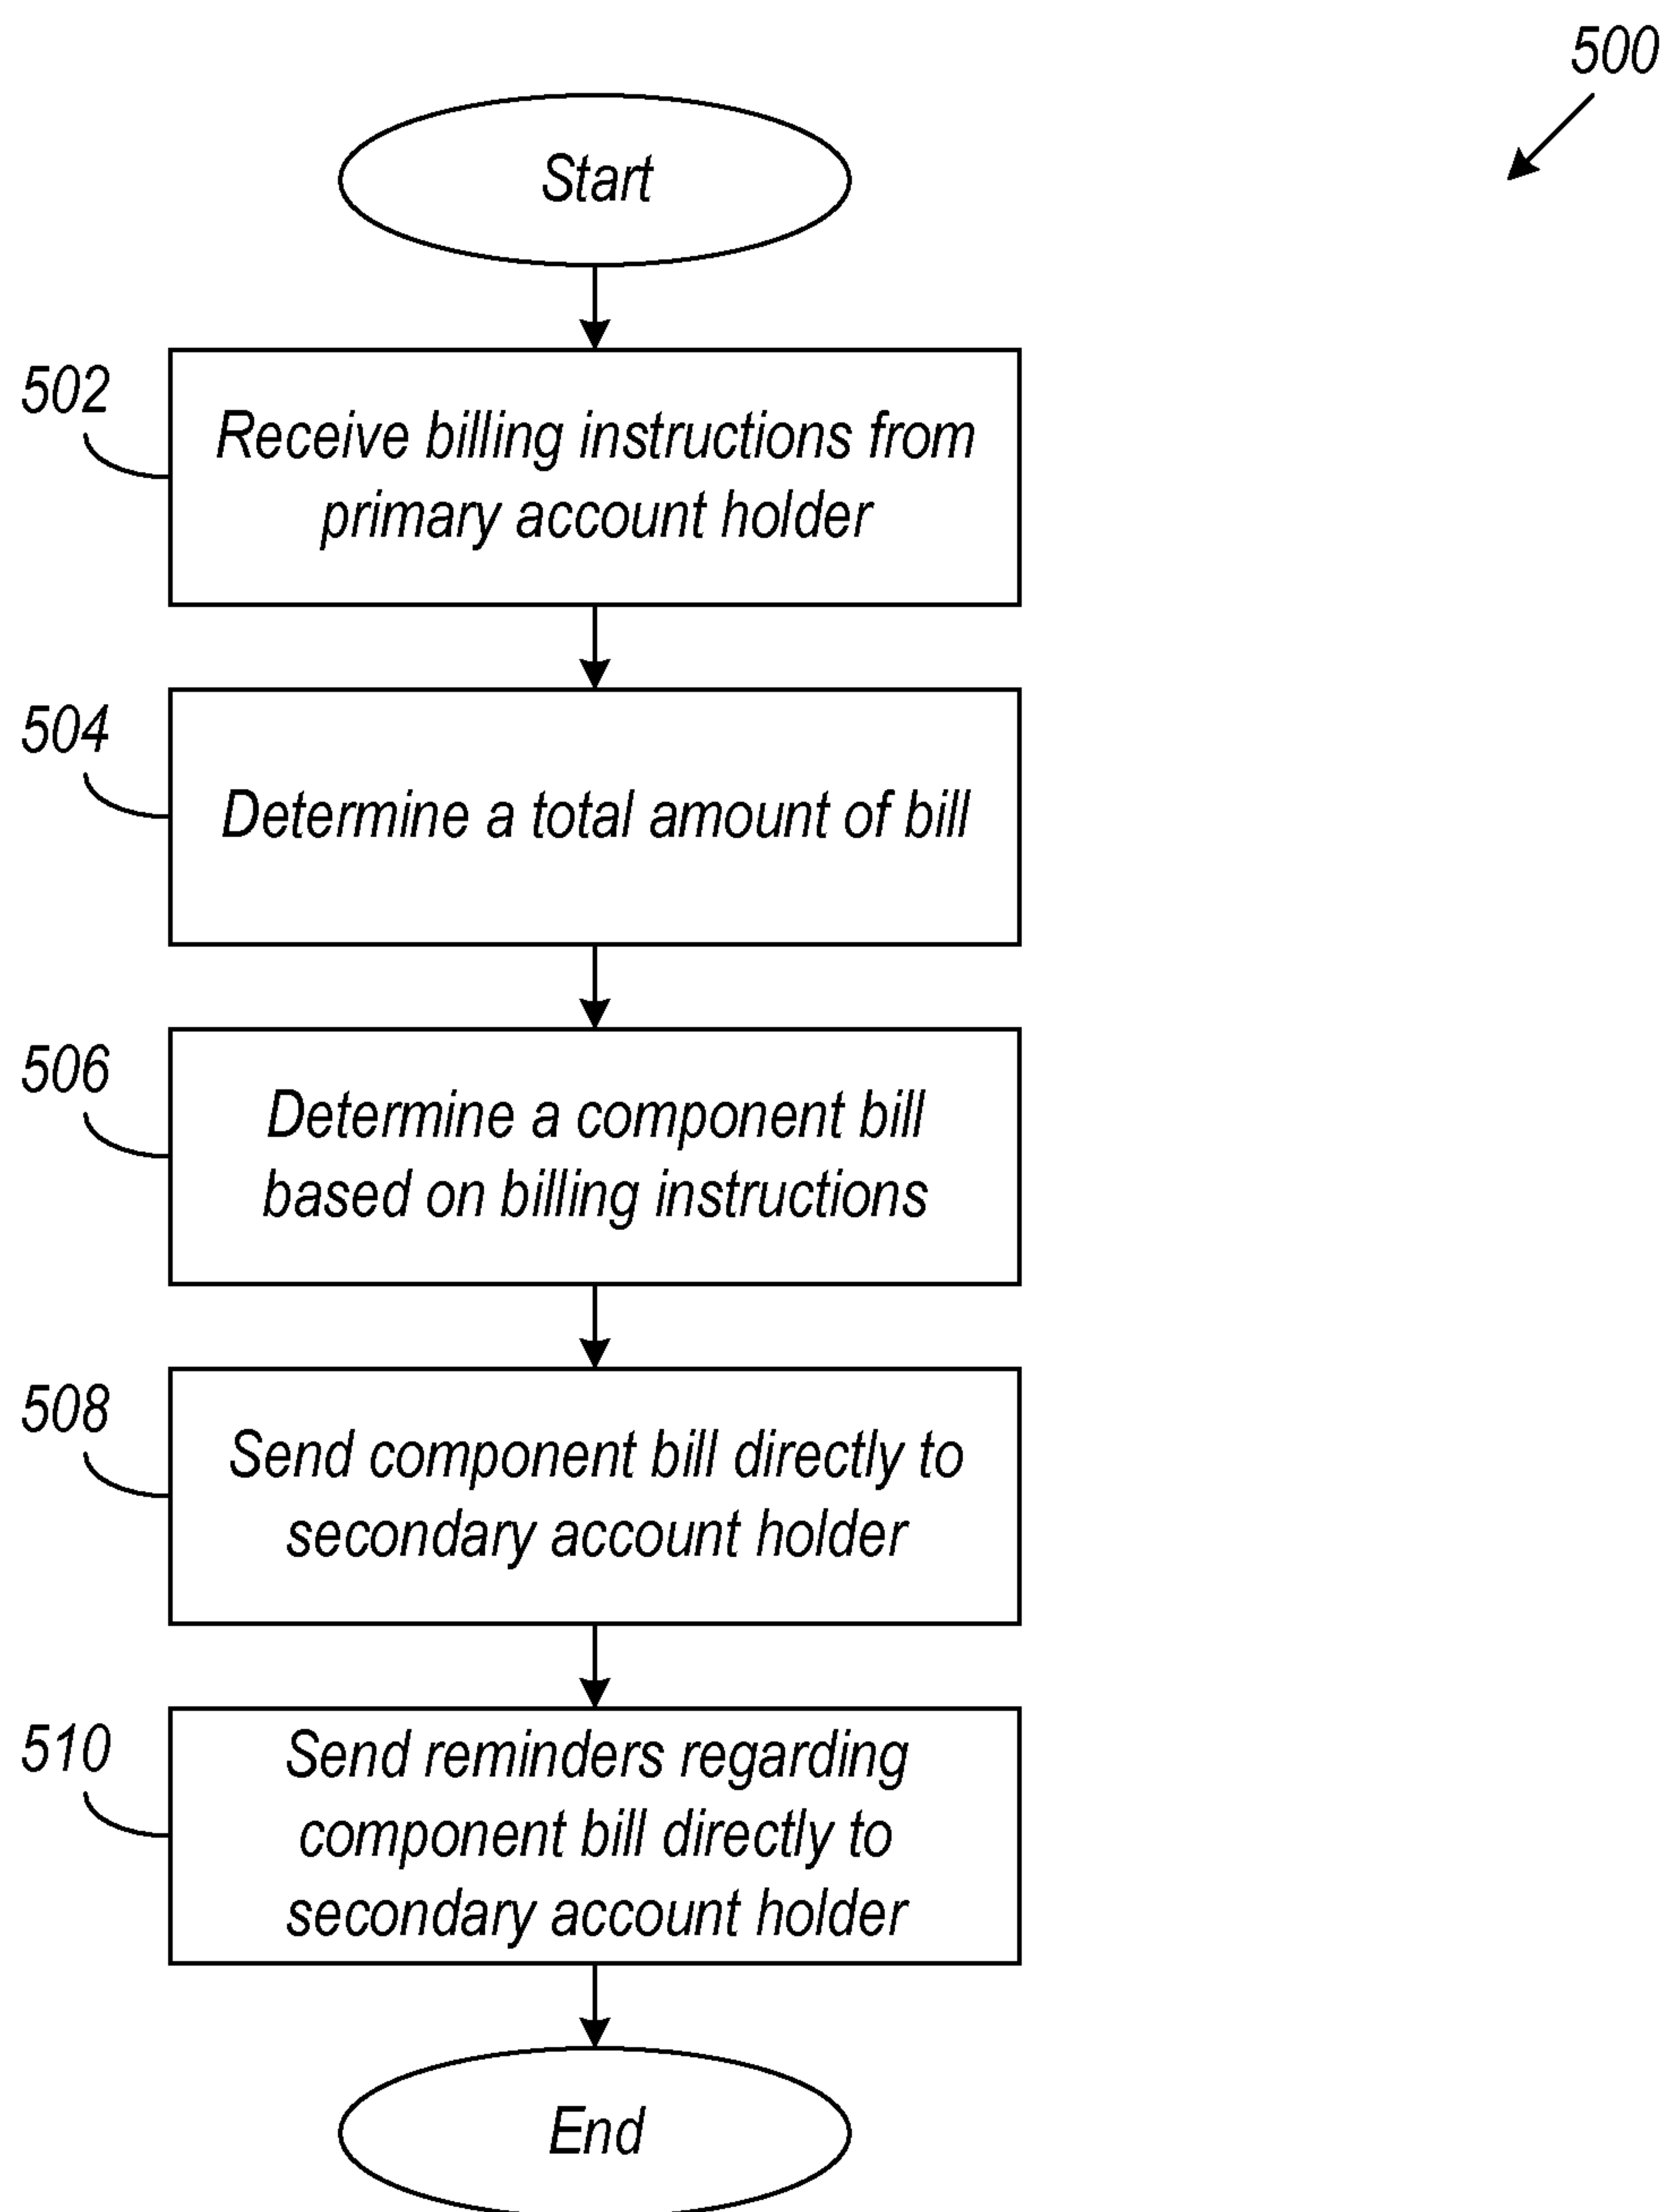 500
Start
502
Receive billing instructions from
primary account holder
504
Determine a total amount of bill
506
Determine a component bill
based on billing instructions
508
Send component bill directly to
secondary account holder
510
Send reminders regarding
component bill directly to
secondary account holder
End